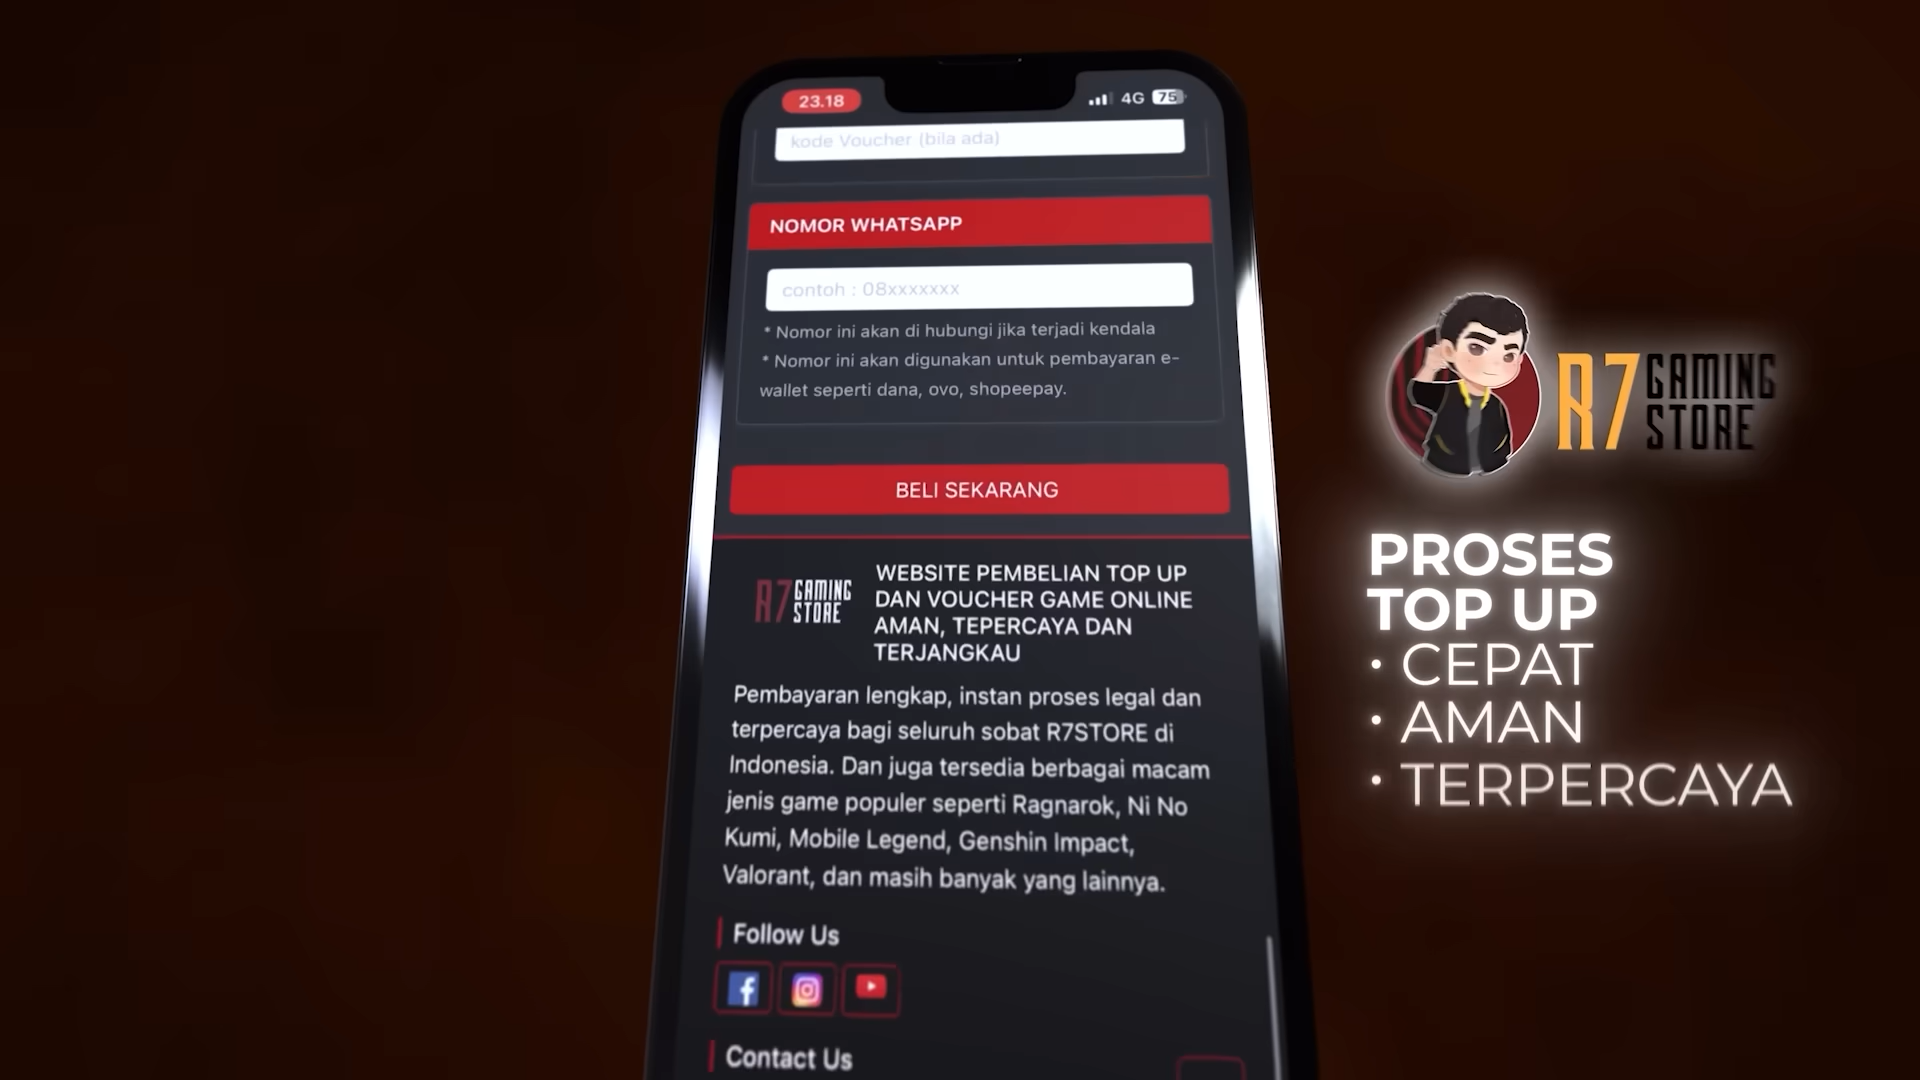 23.18
4G 75
kode Voucher (bila ada)
NOMOR WHATSAPP
contoh : 08xxxxxxx
* Nomor ini akan di hubungi jika terjadi kendala
* Nomor ini akan digunakan untuk pembayaran e-
wallet seperti dana, ovo, shopeepay.
BELI SEKARANG
R7 GAMING
STORE
WEBSITE PEMBELIAN TOP UP
DAN VOUCHER GAME ONLINE
AMAN, TEPERCAYA DAN
TERJANGKAU
Pembayaran lengkap, instan proses legal dan
terpercaya bagi seluruh sobat R7STORE di
Indonesia. Dan juga tersedia berbagai macam
jenis game populer seperti Ragnarok, Ni No
Kumi, Mobile Legend, Genshin Impact,
Valorant, dan masih banyak yang lainnya.
Follow Us
Contact Us
R7 GAMING
STORE
PROSES
TOP UP
• CEPAT
• AMAN
• TERPERCAYA